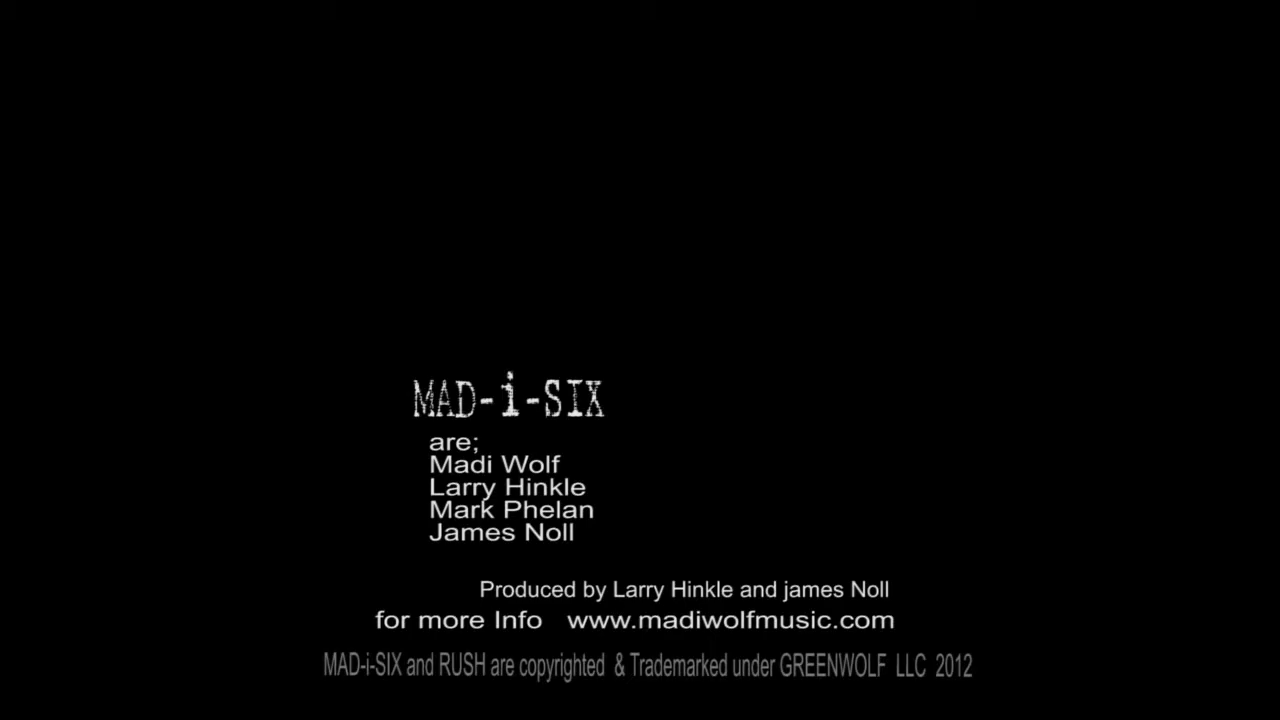 MAD-i-SIX
are;
Madi Wolf
Larry Hinkle
Mark Phelan
James Noll
Produced by Larry Hinkle and james Noll
for more Info www.madiwolfmusic.com
MAD-i-SIX and RUSH are copyrighted & Trademarked under GREENWOLF LLC 2012